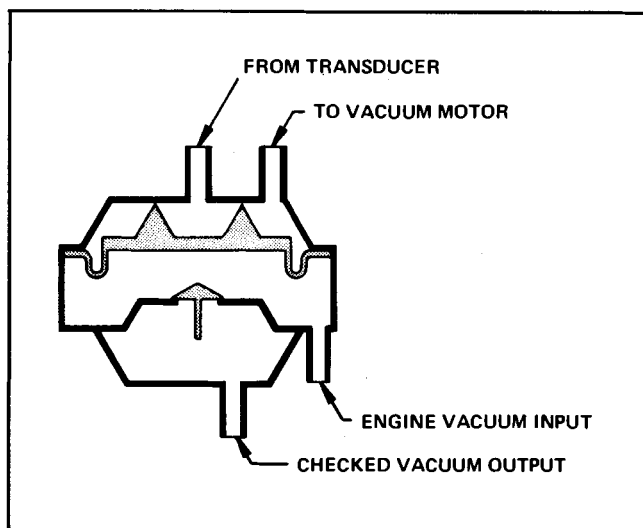 FROM TRANSDUCER
TO VACUUM MOTOR
ENGINE VACUUM INPUT
CHECKED VACUUM OUTPUT